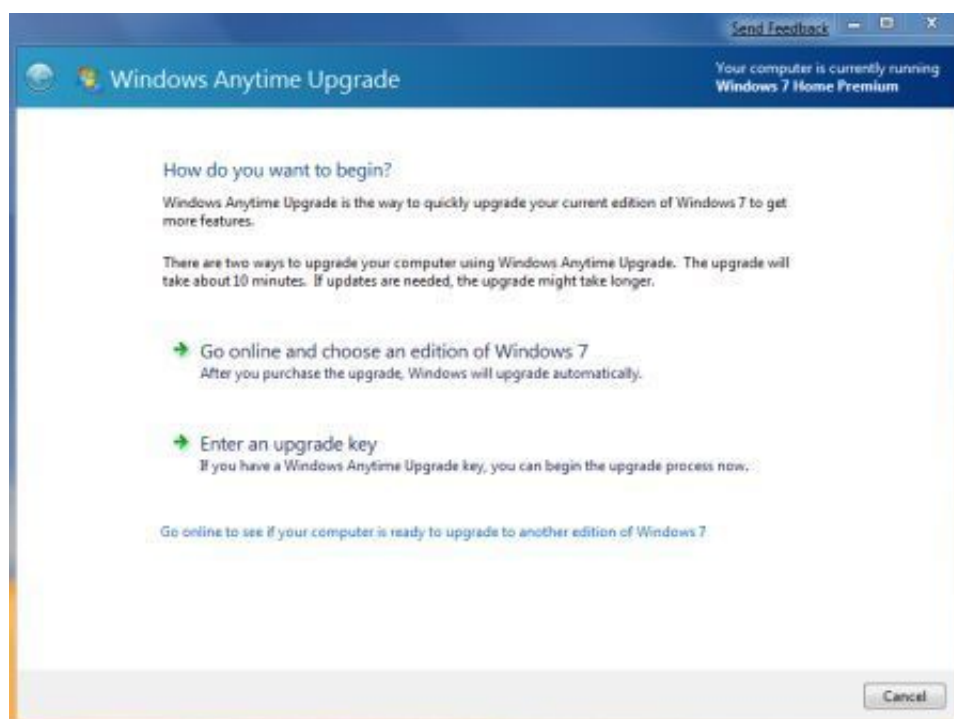 Send Feedback
Windows Anytime Upgrade
Your computer is currently running
Windows 7 Home Premium
How do you want to begin?
Windows Anytime Upgrade is the way to quickly upgrade your current edition of Windows 7 to get
more features.
There are two ways to upgrade your computer using Windows Anytime Upgrade. The upgrade will
take about 10 minutes. If updates are needed, the upgrade might take longer.
Go online and choose an edition of Windows 7
After you purchase the upgrade, Windows will upgrade automatically.
Enter an upgrade key
If you have a Windows Anytime Upgrade key, you can begin the upgrade process now.
Go online to see if your computer is ready to upgrade to another edition of Windows 7
Cancel